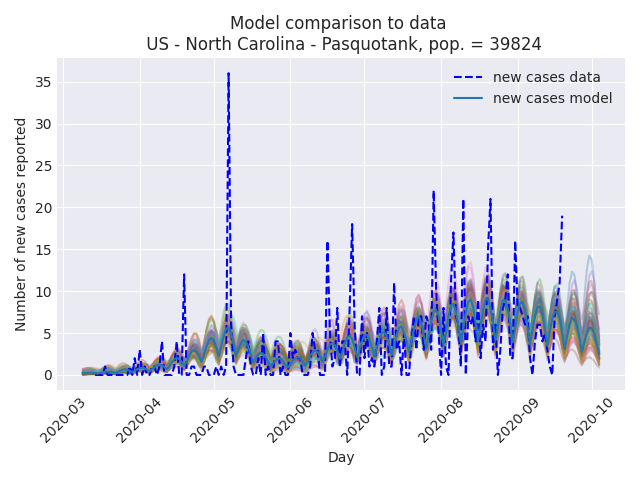 Model comparison to data
US - North Carolina - Pasquotank, pop. = 39824
new cases data
new cases model
Number of new cases reported
35
30
25
20
15
10
5
0
2020-03
2020-04
2020-05
2020-06
2020-07
2020-08
2020-09
2020-10
Day